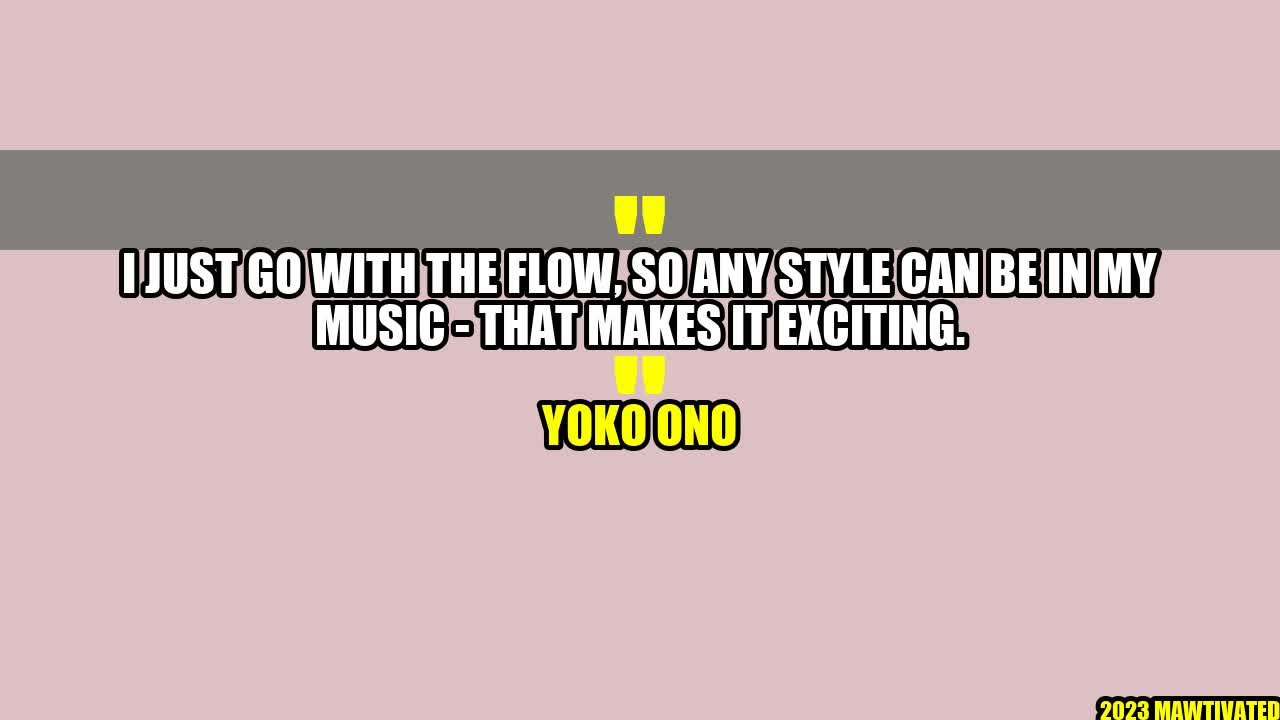 "
I JUST GO WITH THE FLOW, SO ANY STYLE CAN BE IN MY
MUSIC - THAT MAKES IT EXCITING.
"
YOKO ONO
2023 MAWTIVATED